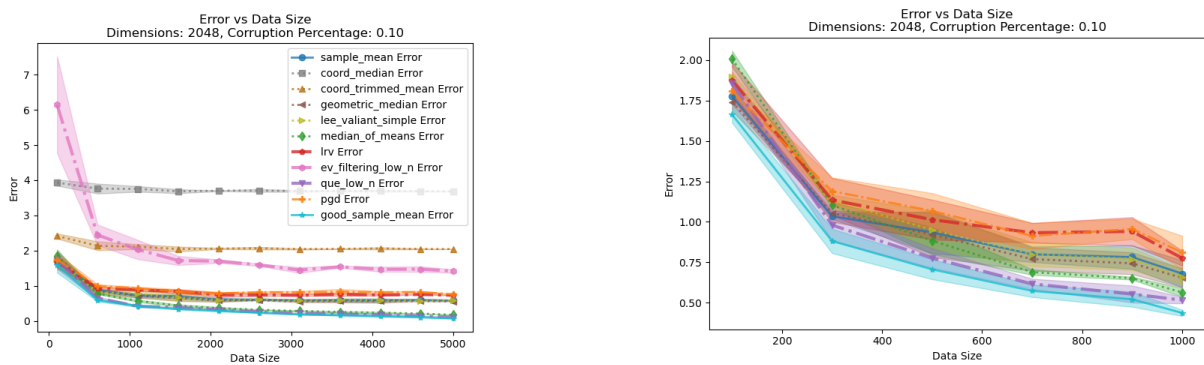 Error vs Data Size
Dimensions: 2048, Corruption Percentage: 0.10
7
6
5
4
3
2
1
0
Error
sample_mean Error
coord_median Error
coord_trimmed_mean Error
geometric_median Error
lee_valiant_simple Error
median_of_means Error
lrv Error
ev_filtering_low_n Error
que_low_n Error
pgd Error
good_sample_mean Error
0 1000 2000 3000 4000 5000
Data Size
Error vs Data Size
Dimensions: 2048, Corruption Percentage: 0.10
2.00
1.75
1.50
1.25
1.00
0.75
0.50
Error
200 400 600 800 1000
Data Size